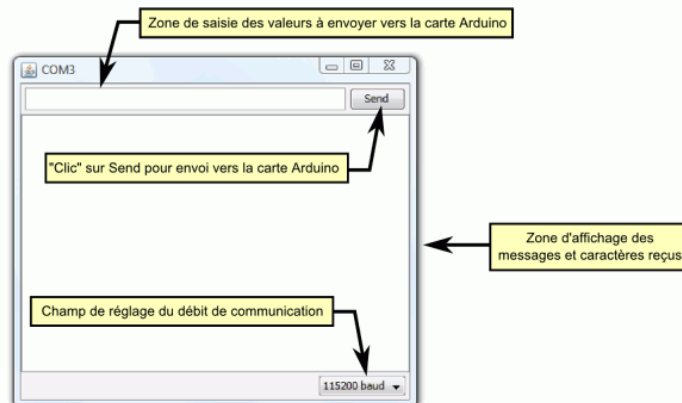 Zone de saisie des valeurs à envoyer vers la carte Arduino
COM3
Send
"Clic" sur Send pour envoi vers la carte Arduino
Zone d'affichage des
messages et caractères reçus
Champ de réglage du débit de communication
115200 baud